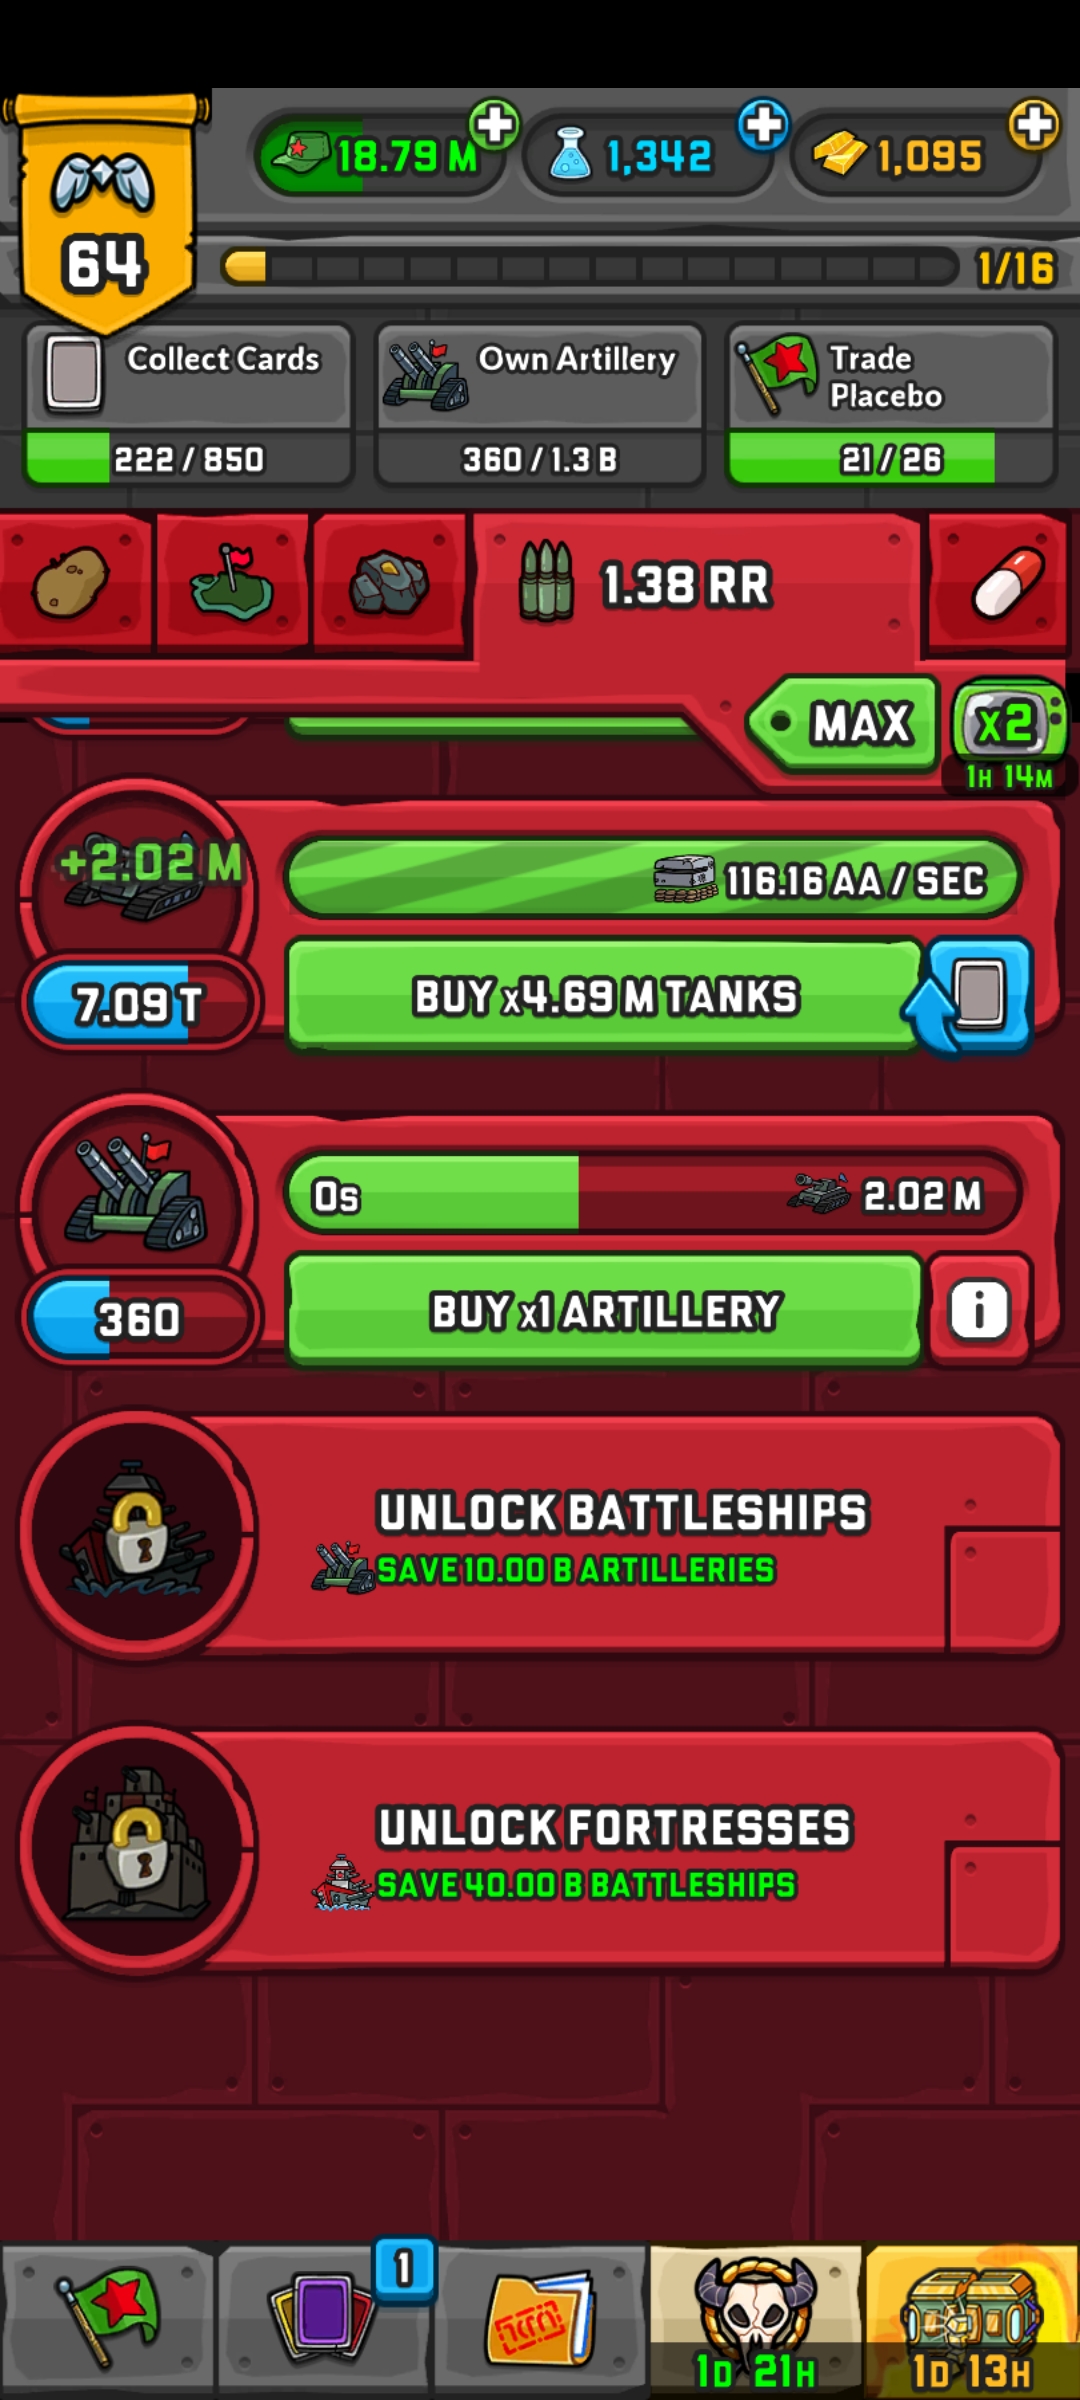 18.79 M
1,342
1,095
64
1/16
Collect Cards
222 / 850
Own Artillery
360 / 1.3 B
Trade
Placebo
21 / 26
1.38 RR
MAX
x2
1H 14M
+2.02 M
116.16 AA / SEC
7.09 T
BUY x4.69 M TANKS
0s
2.02 M
360
BUY x1 ARTILLERY
i
UNLOCK BATTLESHIPS
SAVE 10.00 B ARTILLERIES
UNLOCK FORTRESSES
SAVE 40.00 B BATTLESHIPS
1
1D 21H
1D 13H